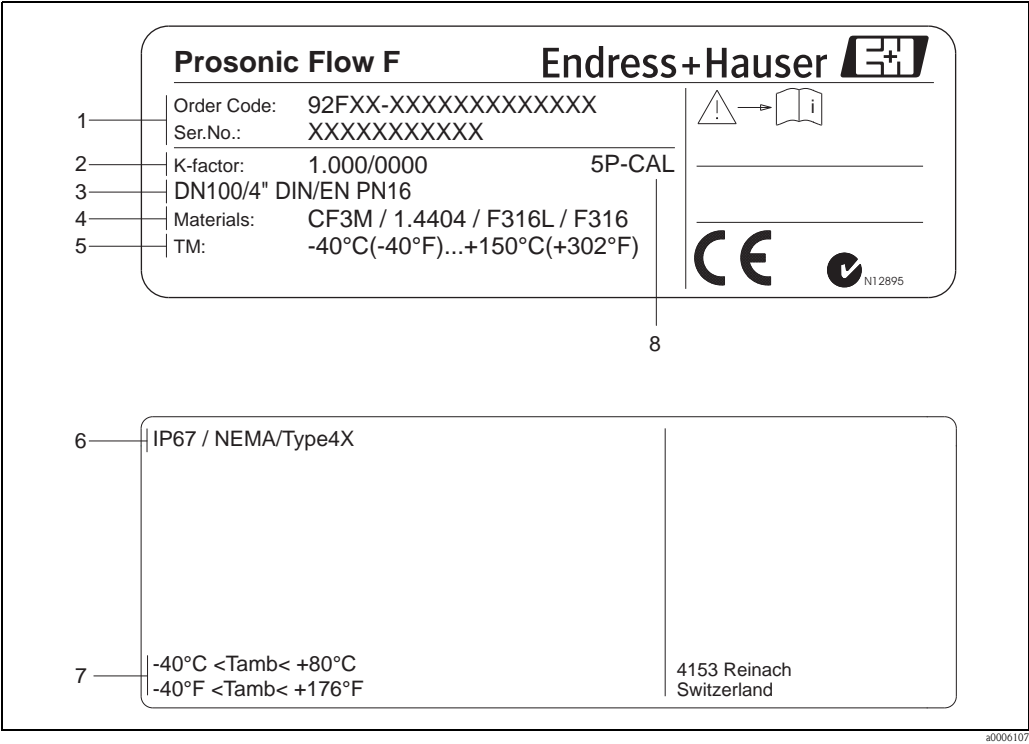 Prosonic Flow F
Endress+Hauser
1
Order Code: 92FXX-XXXXXXXXXXXXX
Ser.No.: XXXXXXXXXXX
i
2
K-factor: 1.000/0000 5P-CAL
3
DN100/4" DIN/EN PN16
4
Materials: CF3M / 1.4404 / F316L / F316
5
TM: -40°C(-40°F)...+150°C(+302°F)
CE
N12895
8
6
IP67 / NEMA/Type4X
7
-40°C <Tamb< +80°C
-40°F <Tamb< +176°F
4153 Reinach
Switzerland
a0006107